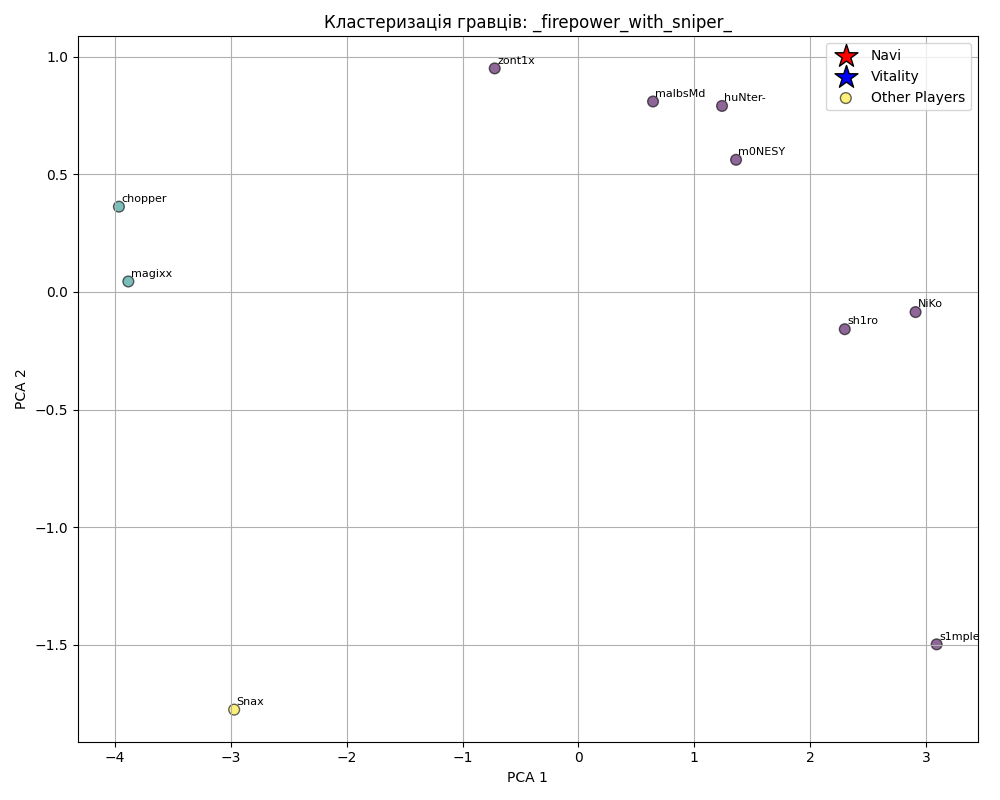 Кластеризація гравців: _firepower_with_sniper_
Navi
Vitality
Other Players
zont1x
malbsMd
huNter-
m0NESY
chopper
magixx
NiKo
sh1ro
s1mple
Snax
1.0
0.5
0.0
−0.5
−1.0
−1.5
PCA 2
−4
−3
−2
−1
0
1
2
3
PCA 1